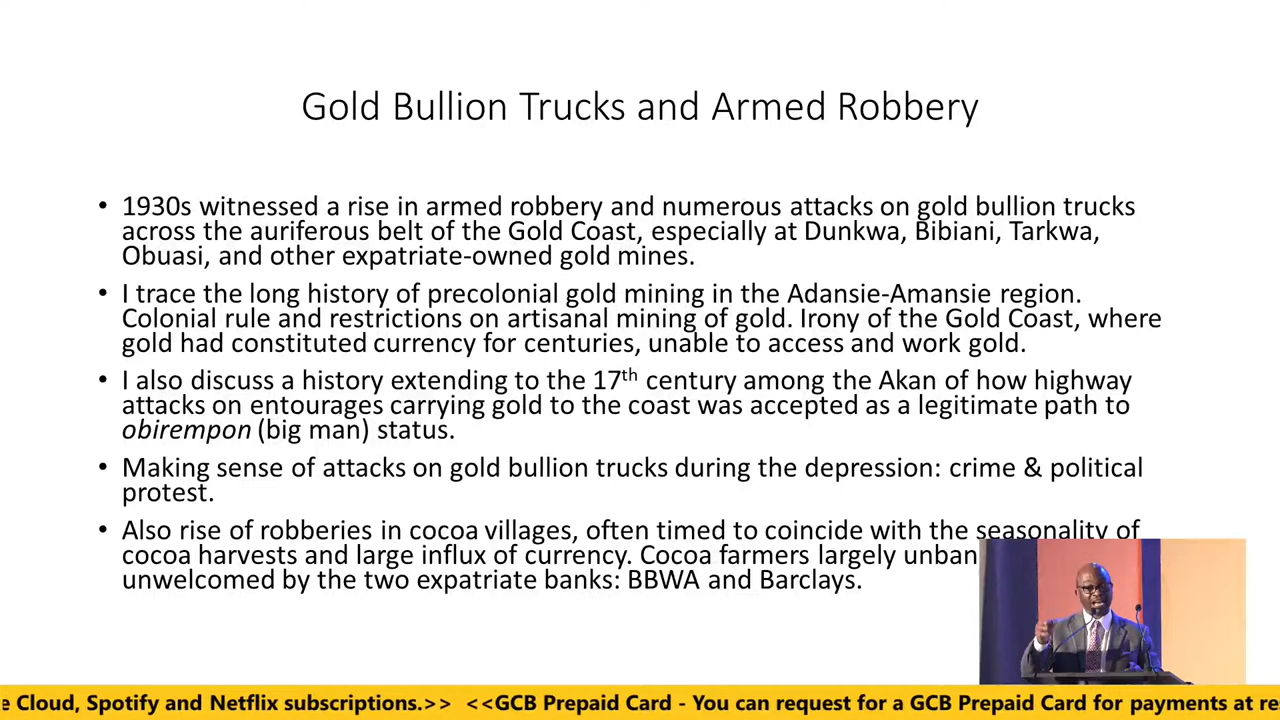 Gold Bullion Trucks and Armed Robbery
• 1930s witnessed a rise in armed robbery and numerous attacks on gold bullion trucks
across the auriferous belt of the Gold Coast, especially at Dunkwa, Bibiani, Tarkwa,
Obuasi, and other expatriate-owned gold mines.
• I trace the long history of precolonial gold mining in the Adansie-Amansie region.
Colonial rule and restrictions on artisanal mining of gold. Irony of the Gold Coast, where
gold had constituted currency for centuries, unable to access and work gold.
• I also discuss a history extending to the 17th century among the Akan of how highway
attacks on entourages carrying gold to the coast was accepted as a legitimate path to
obirempon (big man) status.
• Making sense of attacks on gold bullion trucks during the depression: crime & political
protest.
• Also rise of robberies in cocoa villages, often timed to coincide with the seasonality of
cocoa harvests and large influx of currency. Cocoa farmers largely unban
unwelcomed by the two expatriate banks: BBWA and Barclays.
e Cloud, Spotify and Netflix subscriptions.>> <<GCB Prepaid Card - You can request for a GCB Prepaid Card for payments at re